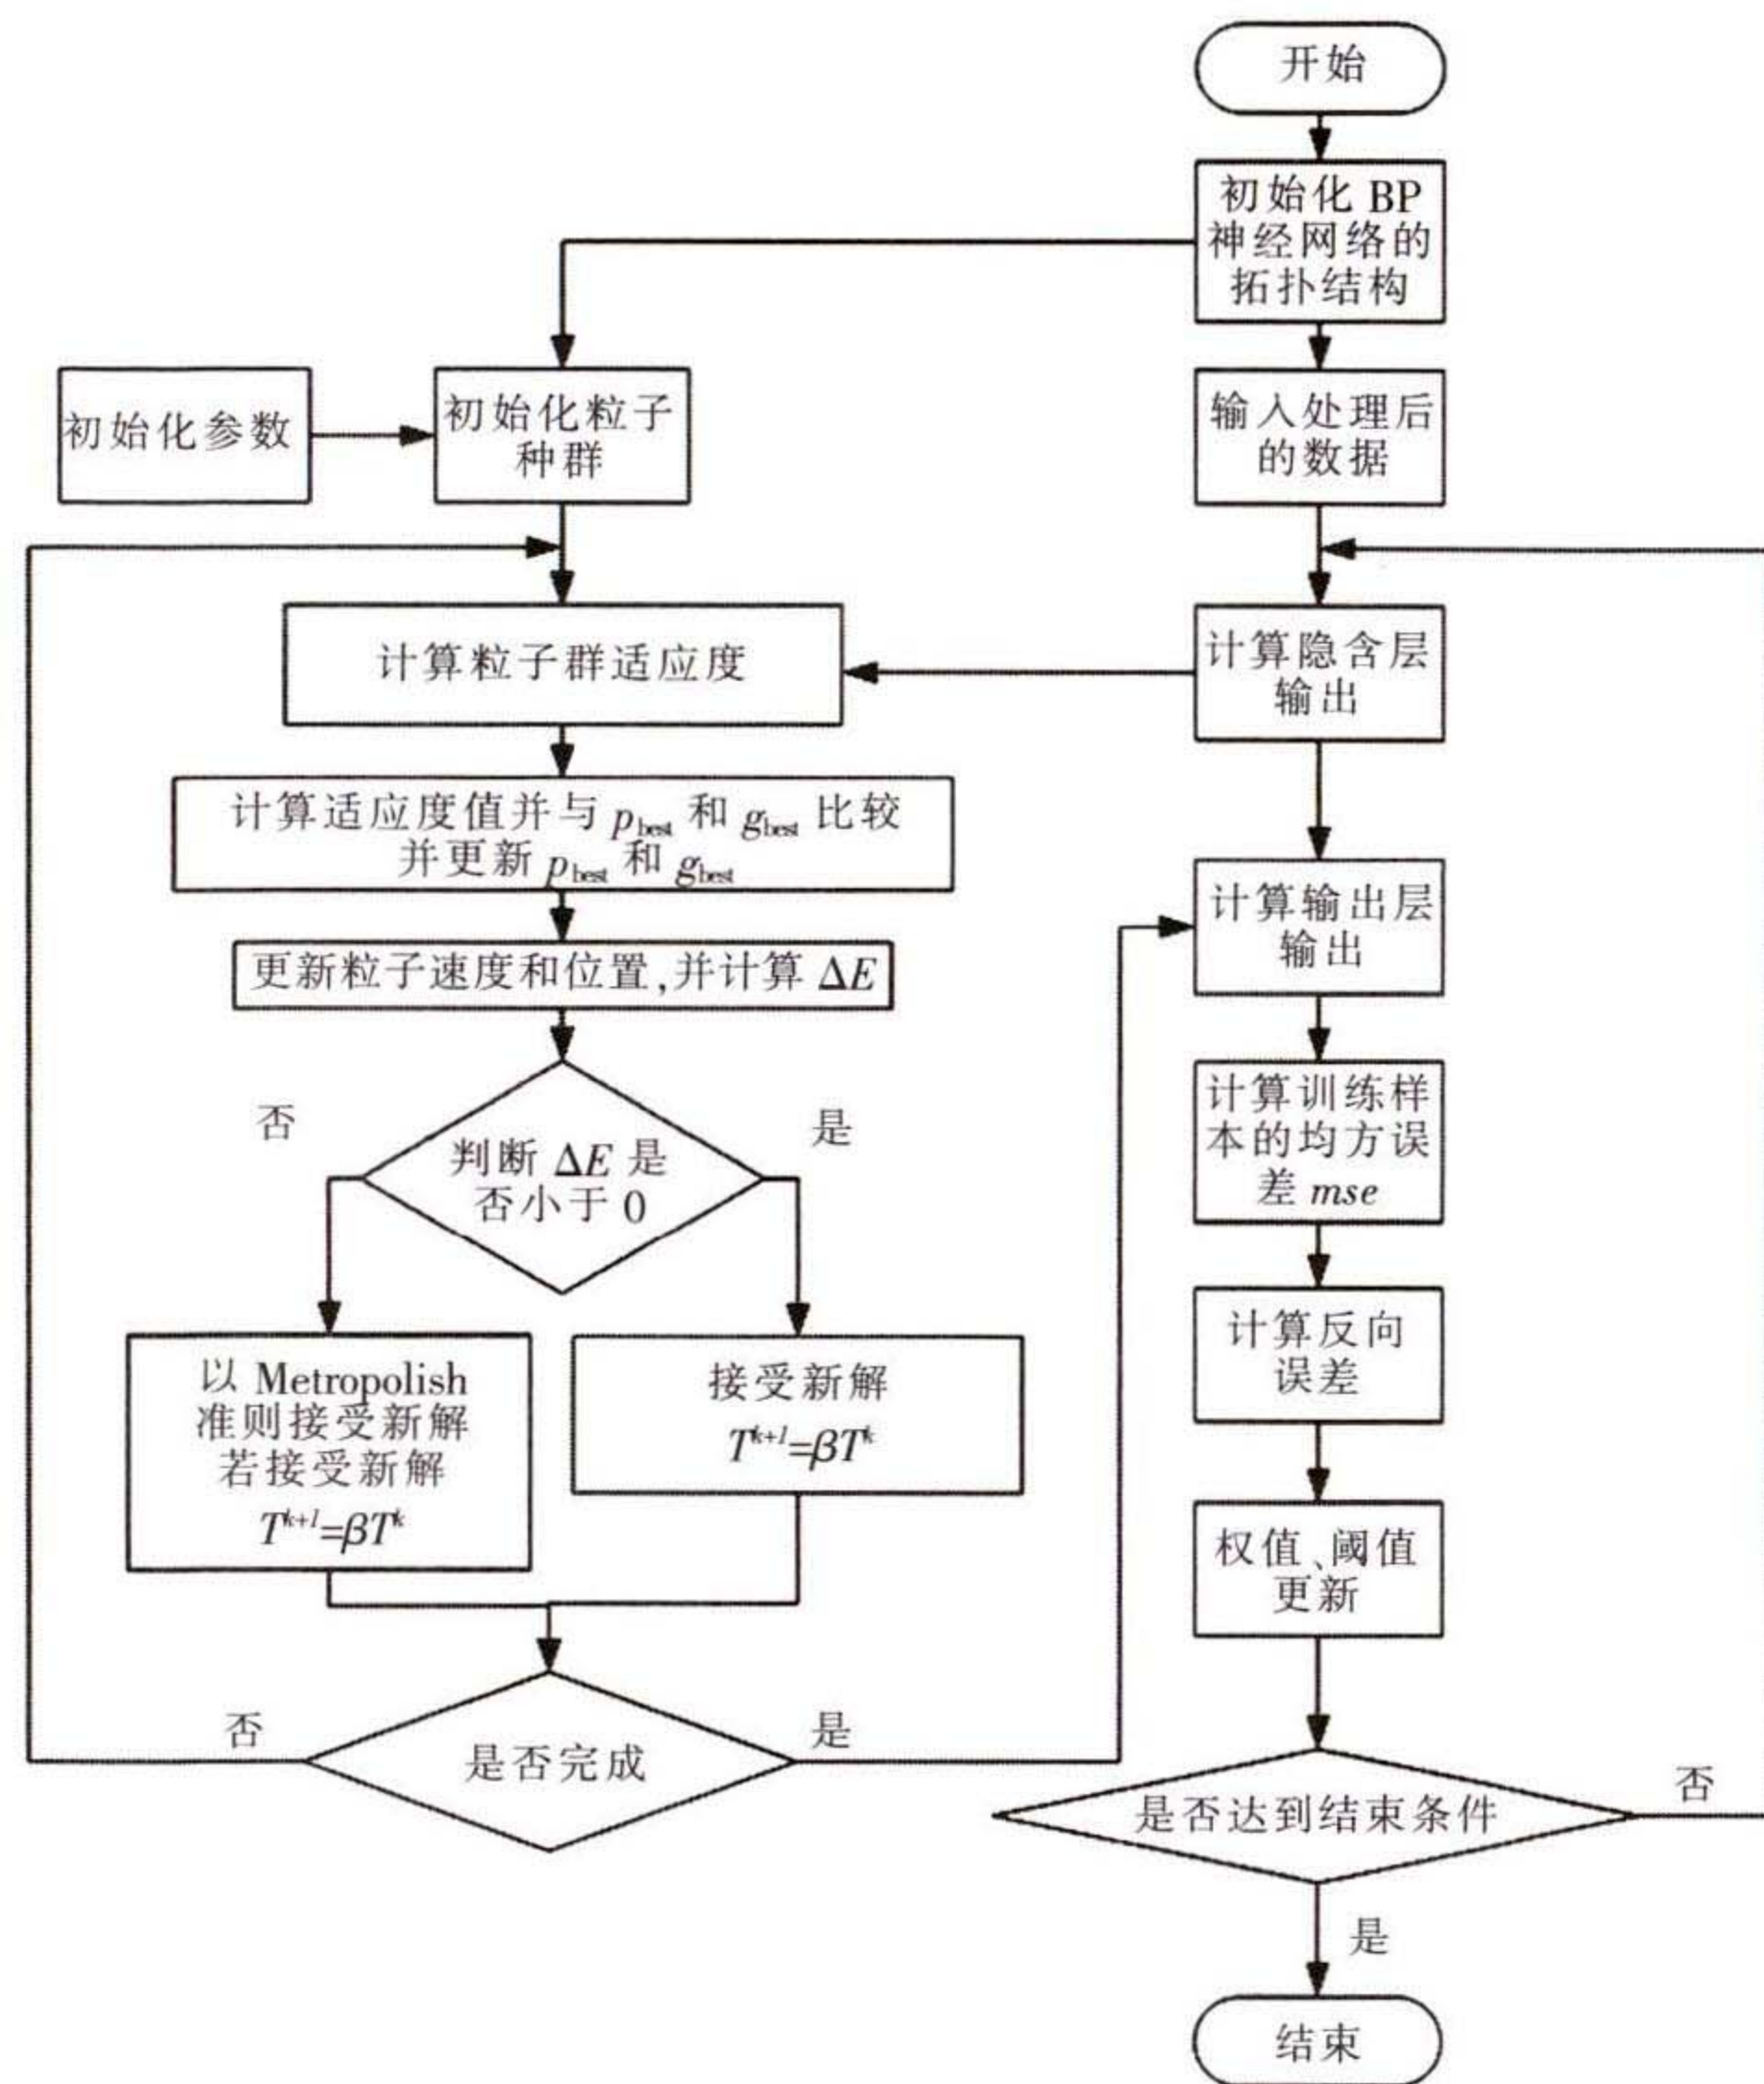 开始
初始化 BP
神经网络的
拓扑结构
初始化参数
初始化粒子
种群
输入处理后
的数据
计算粒子群适应度
计算隐含层
输出
计算适应度值并与 pbest 和 gbest 比较
并更新 pbest 和 gbest
计算输出层
输出
更新粒子速度和位置,并计算 ΔE
否
是
判断 ΔE 是
否小于 0
计算训练样
本的均方误
差 mse
以 Metropolish
准则接受新解
若接受新解
T^{k+1}=βT^k
接受新解
T^{k+1}=βT^k
计算反向
误差
权值、阈值
更新
否
是否完成
是
是否达到结束条件
否
是
结束